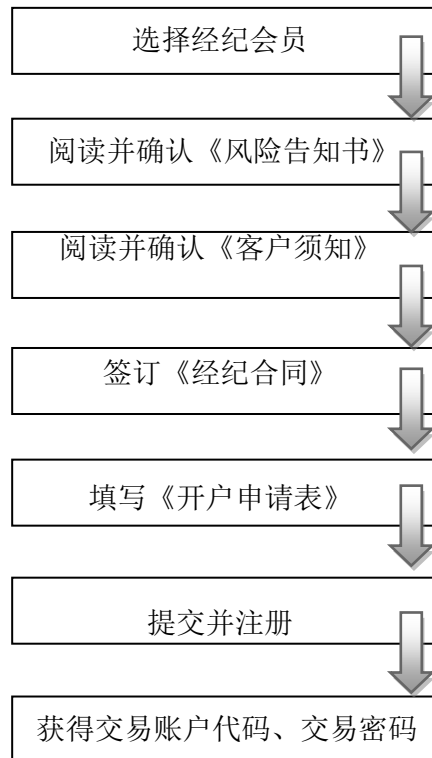 选择经纪会员
阅读并确认《风险告知书》
阅读并确认《客户须知》
签订《经纪合同》
填写《开户申请表》
提交并注册
获得交易账户代码、交易密码